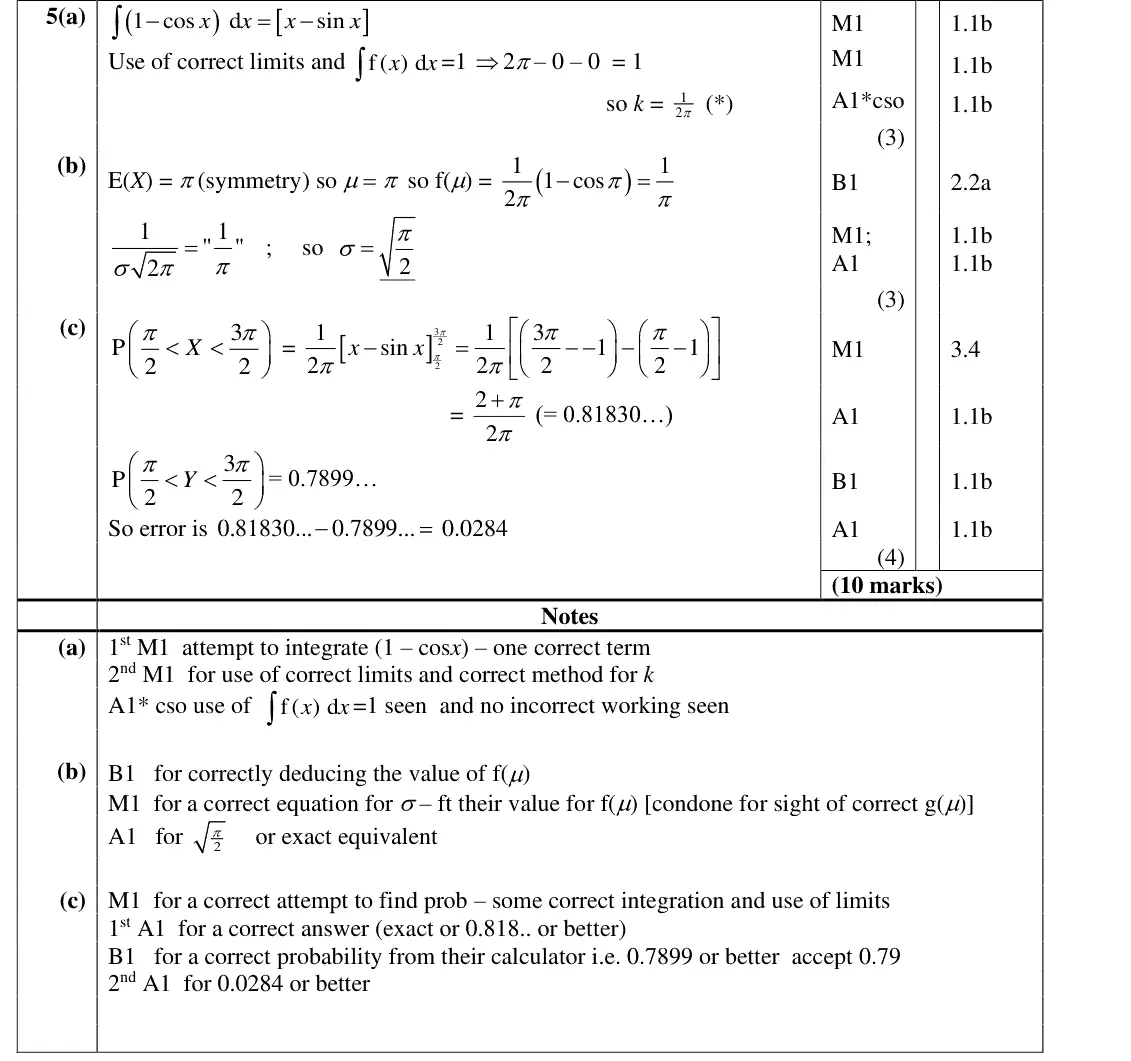 5(a) ∫(1 – cos x) dx = [x – sin x] M1 1.1b
Use of correct limits and ∫f(x) dx =1 ⇒ 2π – 0 – 0 = 1 M1 1.1b
so k = 1/2π (*) A1*cso 1.1b
(3)
(b) E(X) = π (symmetry) so μ = π so f(μ) = 1/2π (1 – cos π) = 1/π B1 2.2a
1/(σ√2π) = "1/π" ; so σ = √(π/2) M1; 1.1b
A1 1.1b
(3)
(c) P(π/2 < X < 3π/2) = 1/2π [x – sin x]_{π/2}^{3π/2} = 1/2π [(3π/2 – –1) – (π/2 – 1)] M1 3.4
= (2 + π)/2π (= 0.81830…) A1 1.1b
P(π/2 < Y < 3π/2) = 0.7899… B1 1.1b
So error is 0.81830... – 0.7899... = 0.0284 A1 1.1b
(4)
(10 marks)
Notes
(a) 1st M1 attempt to integrate (1 – cosx) – one correct term
2nd M1 for use of correct limits and correct method for k
A1* cso use of ∫f(x) dx =1 seen and no incorrect working seen
(b) B1 for correctly deducing the value of f(μ)
M1 for a correct equation for σ – ft their value for f(μ) [condone for sight of correct g(μ)]
A1 for √(π/2) or exact equivalent
(c) M1 for a correct attempt to find prob – some correct integration and use of limits
1st A1 for a correct answer (exact or 0.818.. or better)
B1 for a correct probability from their calculator i.e. 0.7899 or better accept 0.79
2nd A1 for 0.0284 or better